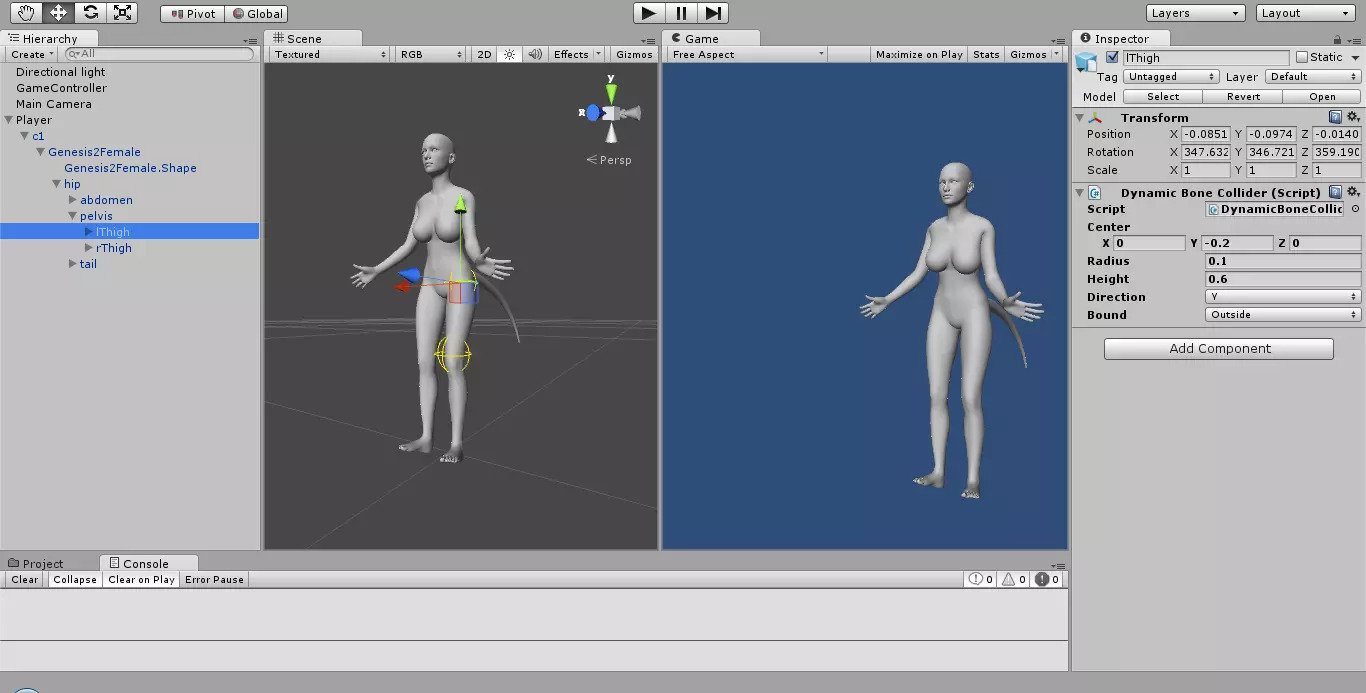 Pivot Global Layers Layout
Hierarchy
Create All
Directional light
GameController
Main Camera
Player
c1
Genesis2Female
Genesis2Female.Shape
hip
abdomen
pelvis
lThigh
rThigh
tail
Scene
Textured RGB 2D Effects Gizmos
y
Persp
Game
Free Aspect Maximize on Play Stats Gizmos
Inspector
lThigh Static
Tag Untagged Layer Default
Model Select Revert Open
Transform
Position X -0.0851 Y -0.0974 Z -0.0140
Rotation X 347.632 Y 346.721 Z 359.190
Scale X 1 Y 1 Z 1
Dynamic Bone Collider (Script)
Script DynamicBoneCollic
Center
X 0 Y -0.2 Z 0
Radius 0.1
Height 0.6
Direction Y
Bound Outside
Add Component
Project Console
Clear Collapse Clear on Play Error Pause 0 0 0